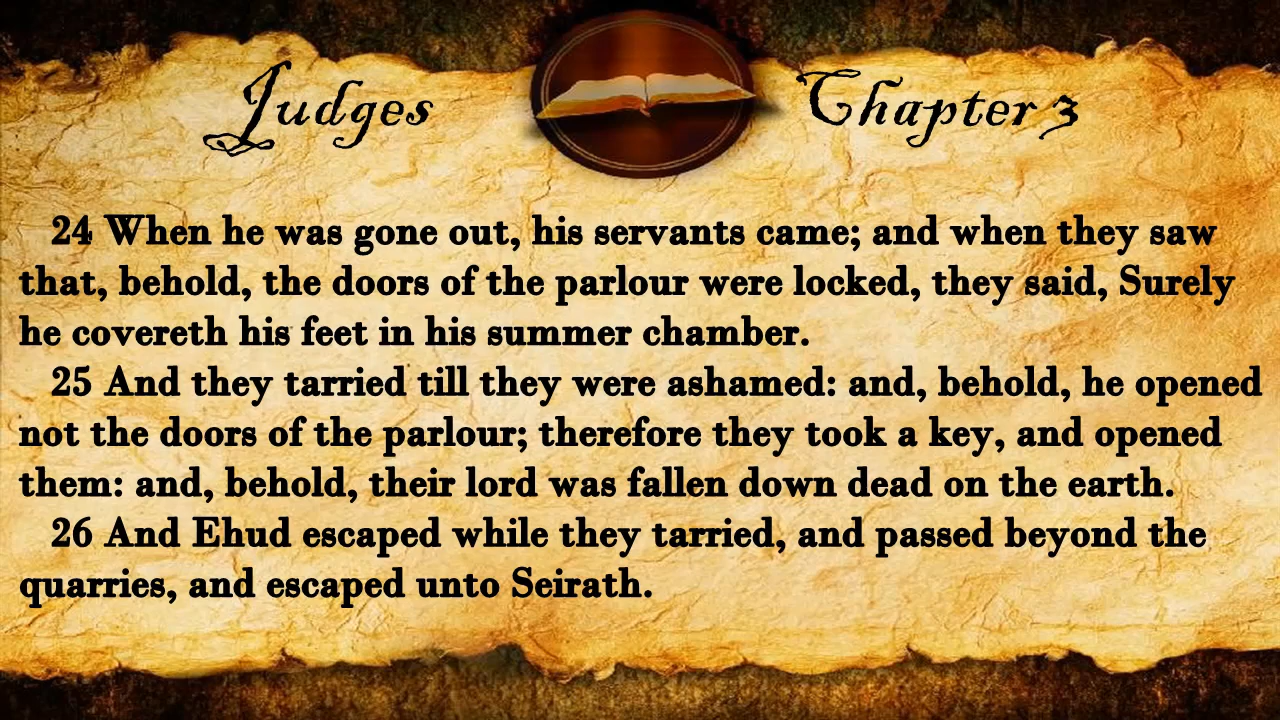 Judges Chapter 3
24 When he was gone out, his servants came; and when they saw
that, behold, the doors of the parlour were locked, they said, Surely
he covereth his feet in his summer chamber.
25 And they tarried till they were ashamed: and, behold, he opened
not the doors of the parlour; therefore they took a key, and opened
them: and, behold, their lord was fallen down dead on the earth.
26 And Ehud escaped while they tarried, and passed beyond the
quarries, and escaped unto Seirath.